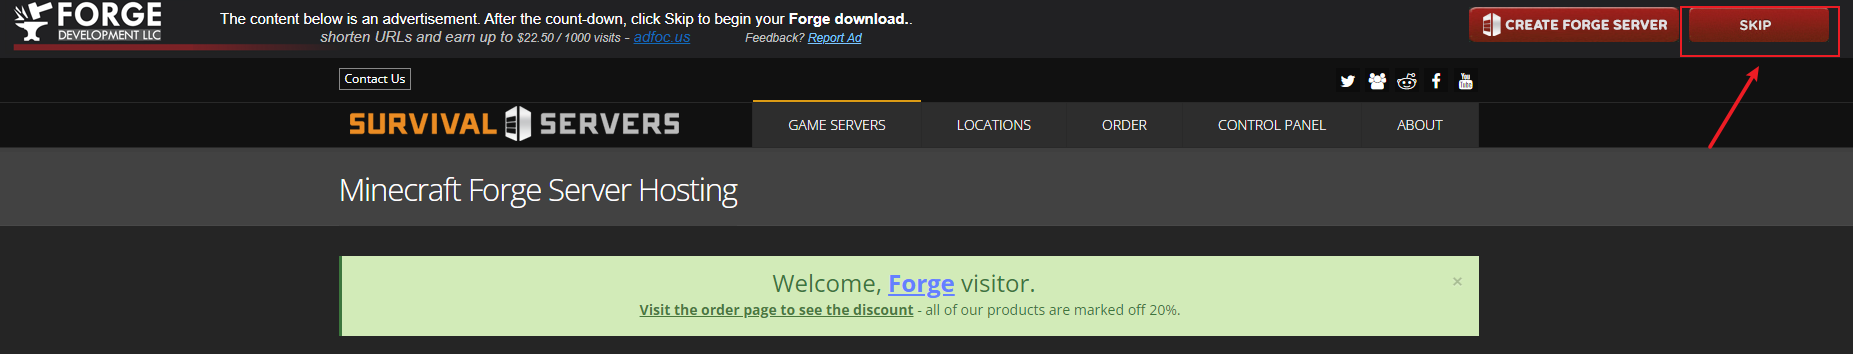 FORGE
DEVELOPMENT LLC
The content below is an advertisement. After the count-down, click Skip to begin your Forge download..
shorten URLs and earn up to $22.50 / 1000 visits - adfoc.us
Feedback? Report Ad
CREATE FORGE SERVER
SKIP
Contact Us
You
Tube
SURVIVAL SERVERS
GAME SERVERS
LOCATIONS
ORDER
CONTROL PANEL
ABOUT
Minecraft Forge Server Hosting
Welcome, Forge visitor.
×
Visit the order page to see the discount - all of our products are marked off 20%.